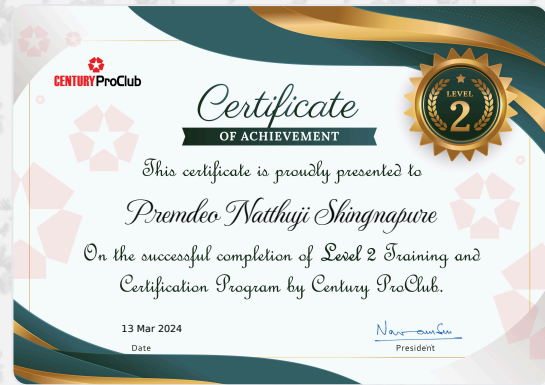 CENTURY ProClub
Certificate
OF ACHIEVEMENT
LEVEL
2
This certificate is proudly presented to
Premdeo Natthuji Shingnapure
On the successful completion of Level 2 Training and
Certification Program by Century ProClub.
13 Mar 2024
Date
President